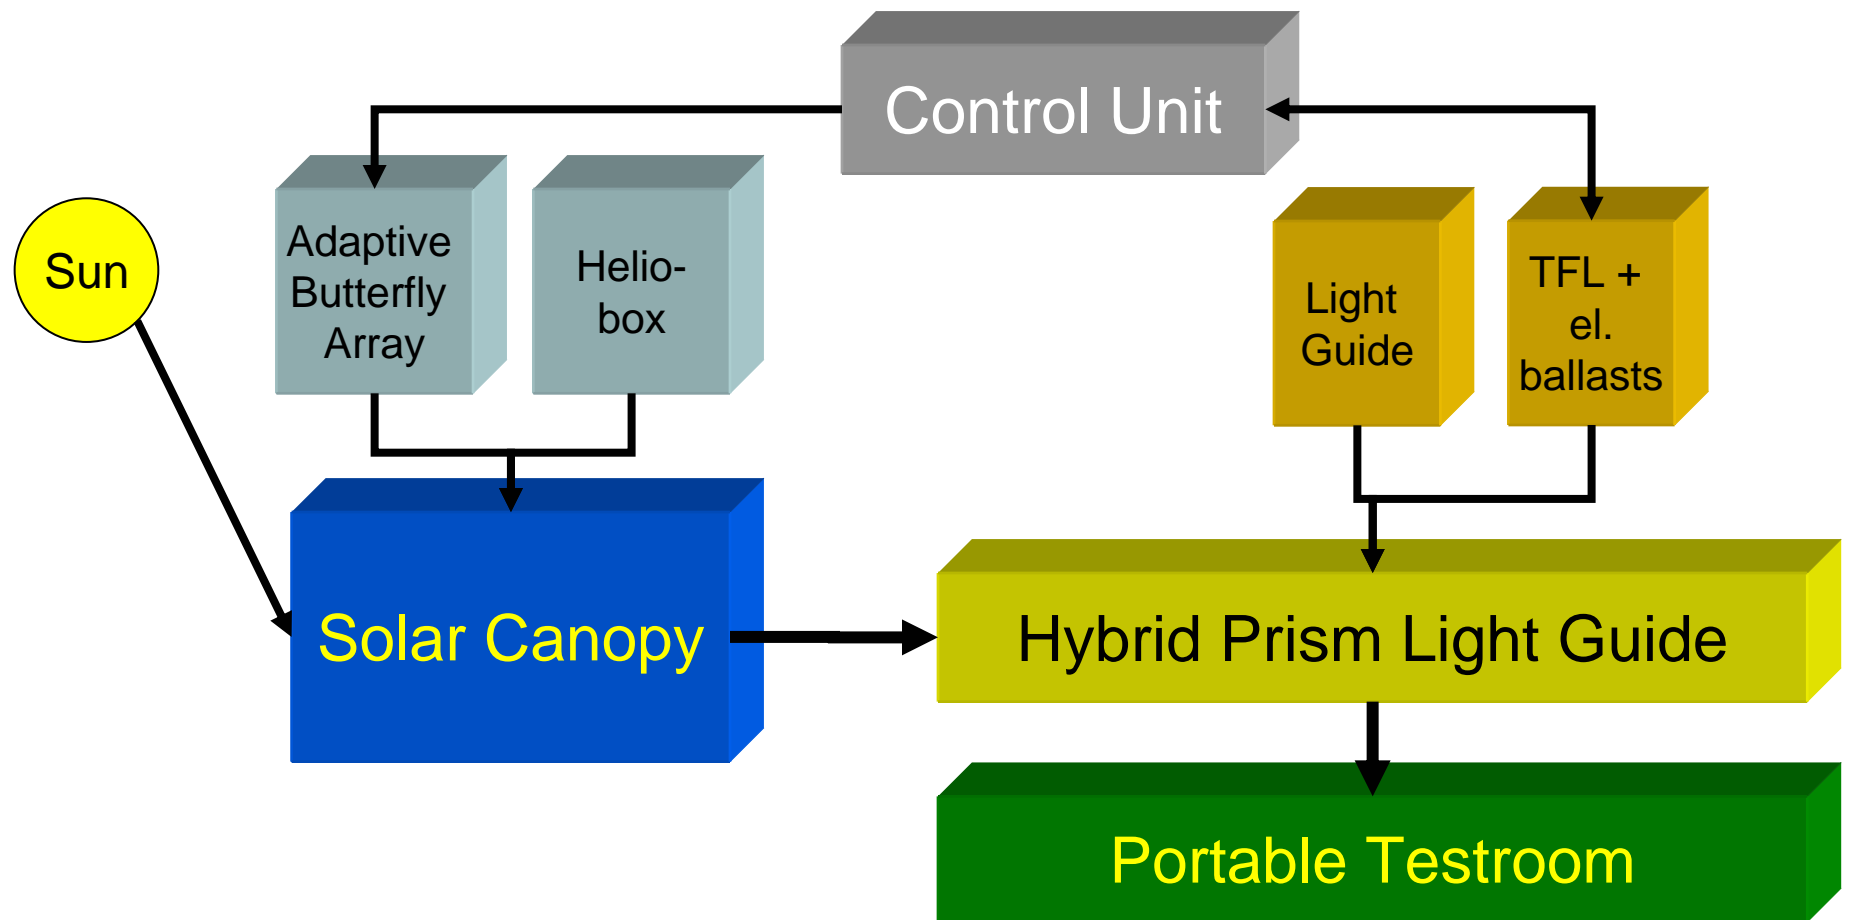 Control Unit
Sun
Adaptive
Butterfly
Array
Helio-
box
Light
Guide
TFL +
el.
ballasts
Solar Canopy
Hybrid Prism Light Guide
Portable Testroom